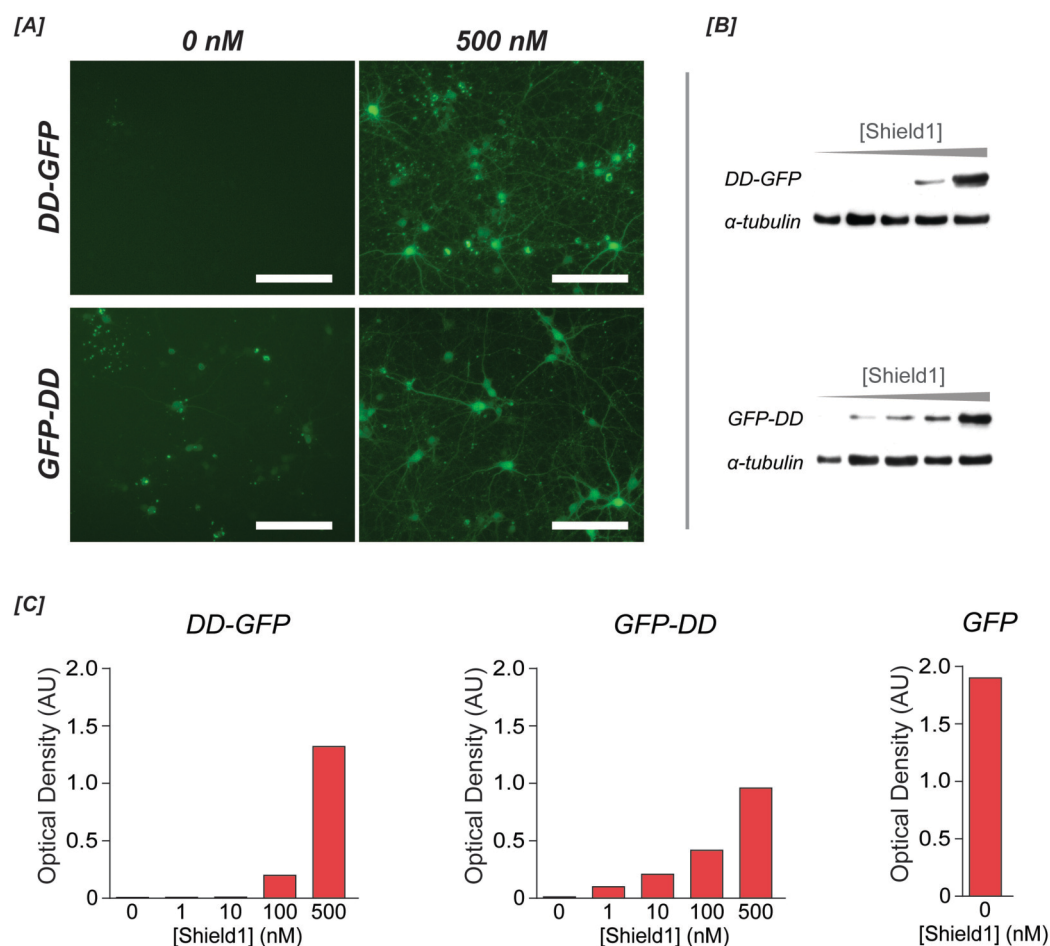 [A]
0 nM
500 nM
DD-GFP
GFP-DD
[B]
[Shield1]
DD-GFP
α-tubulin
[Shield1]
GFP-DD
α-tubulin
[C]
DD-GFP
Optical Density (AU)
2.0
1.5
1.0
0.5
0
0 1 10 100 500
[Shield1] (nM)
GFP-DD
Optical Density (AU)
2.0
1.5
1.0
0.5
0
0 1 10 100 500
[Shield1] (nM)
GFP
Optical Density (AU)
2.0
1.5
1.0
0.5
0
0
[Shield1] (nM)